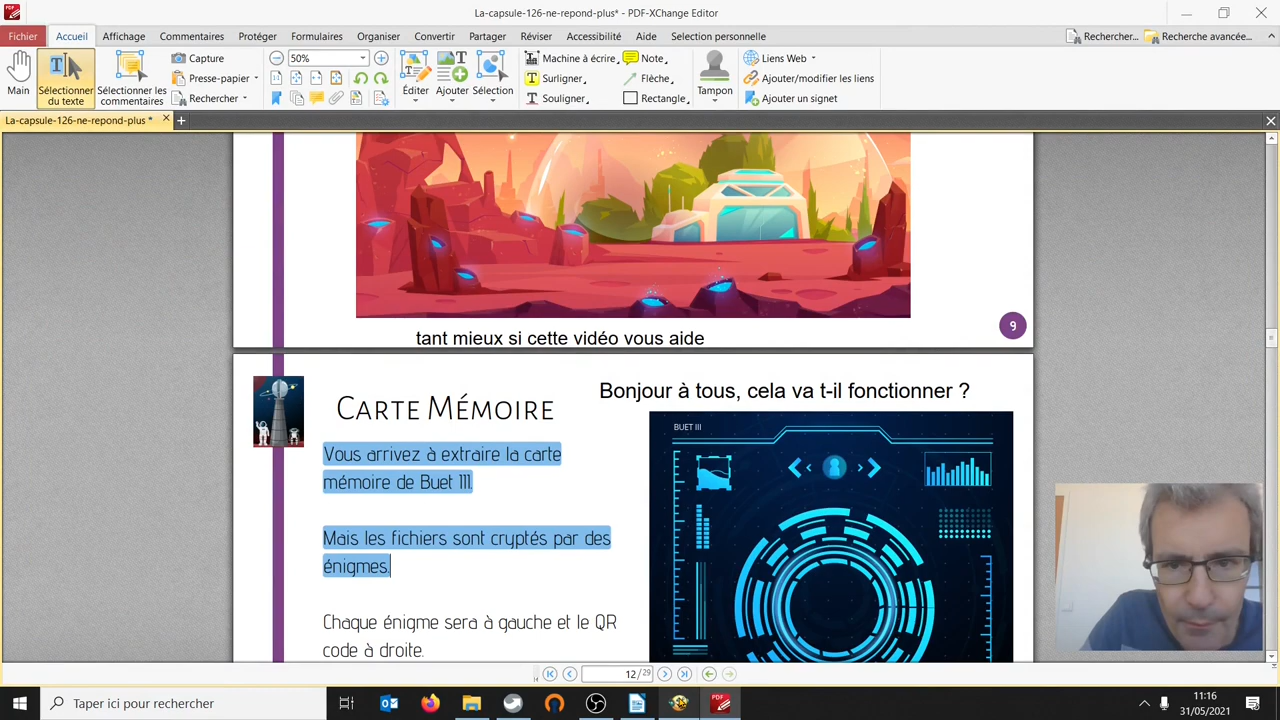 La-capsule-126-ne-repond-plus* - PDF-XChange Editor
Fichier Accueil Affichage Commentaires Protéger Formulaires Organiser Convertir Partager Réviser Accessibilité Aide Selection personnelle Rechercher... Recherche avancée...
Main
Sélectionner du texte
Sélectionner les commentaires
Capture
Presse-papier
Rechercher
50%
Éditer
Ajouter
Sélection
Machine à écrire
Surligner
Souligner
Note
Flèche
Rectangle
Tampon
Liens Web
Ajouter/modifier les liens
Ajouter un signet
La-capsule-126-ne-repond-plus *
tant mieux si cette vidéo vous aide
9
Bonjour à tous, cela va t-il fonctionner ?
Carte Mémoire
BUET III
Vous arrivez à extraire la carte
mémoire de Buet III.
Mais les fichiers sont cryptés par des
énigmes.
Chaque énigme sera à gauche et le QR
code à droite.
12/29
Taper ici pour rechercher
11:16
31/05/2021